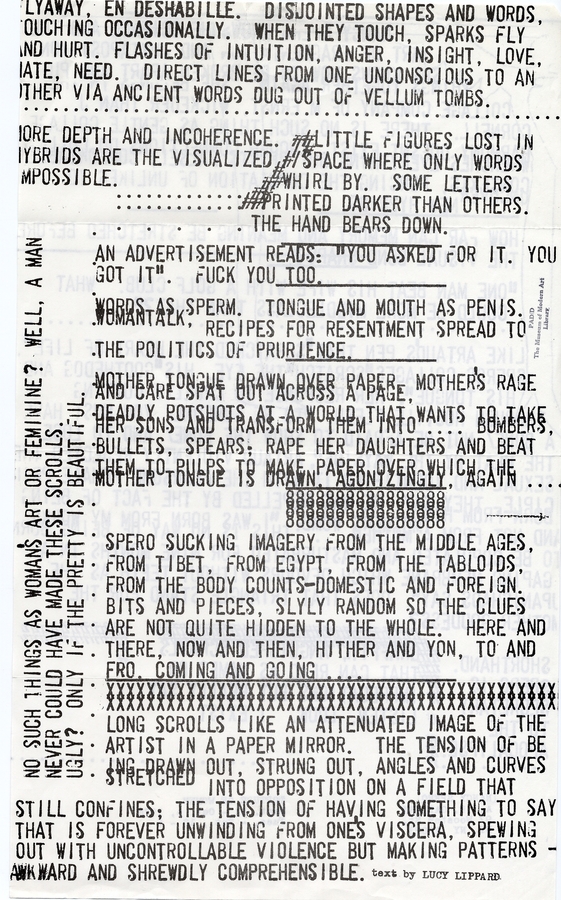 LYAWAY, EN DESHABILLE. DISJOINTED SHAPES AND WORDS,
OUCHING OCCASIONALLY. WHEN THEY TOUCH, SPARKS FLY
AND HURT. FLASHES OF INTUITION, ANGER, INSIGHT, LOVE,
HATE, NEED. DIRECT LINES FROM ONE UNCONSCIOUS TO AN
OTHER VIA ANCIENT WORDS DUG OUT OF VELLUM TOMBS.
MORE DEPTH AND INCOHERENCE. LITTLE FIGURES LOST IN
HYBRIDS ARE THE VISUALIZED SPACE WHERE ONLY WORDS
MPOSSIBLE. WHIRL BY. SOME LETTERS
PRINTED DARKER THAN OTHERS.
THE HAND BEARS DOWN.
AN ADVERTISEMENT READS: "YOU ASKED FOR IT. YOU
GOT IT" FUCK YOU TOO.
WORDS AS SPERM. TONGUE AND MOUTH AS PENIS.
WOMANTALK, RECIPES FOR RESENTMENT SPREAD TO
THE POLITICS OF PRURIENCE.
MOTHER TONGUE DRAWN OVER PAPER, MOTHERS RAGE
AND CARE SPAT OUT ACROSS A PAGE,
DEADLY POTSHOTS AT A WORLD THAT WANTS TO TAKE
HER SONS AND TRANSFORM THEM INTO .... BOMBERS,
BULLETS, SPEARS; RAPE HER DAUGHTERS AND BEAT
THEM TO PULPS TO MAKE PAPER OVER WHICH THE
MOTHER TONGUE IS DRAWN. AGONIZINGLY, AGAIN ....
SPERO SUCKING IMAGERY FROM THE MIDDLE AGES,
FROM TIBET, FROM EGYPT, FROM THE TABLOIDS,
FROM THE BODY COUNTS-DOMESTIC AND FOREIGN.
BITS AND PIECES, SLYLY RANDOM SO THE CLUES
ARE NOT QUITE HIDDEN TO THE WHOLE. HERE AND
THERE, NOW AND THEN, HITHER AND YON, TO AND
FRO. COMING AND GOING ....
XXXXXXXXXXXXXXXXXXXXXXXXXXXXXXXXXXXXXXXX
LONG SCROLLS LIKE AN ATTENUATED IMAGE OF THE
ARTIST IN A PAPER MIRROR. THE TENSION OF BE
ING DRAWN OUT, STRUNG OUT, ANGLES AND CURVES
STRETCHED INTO OPPOSITION ON A FIELD THAT
STILL CONFINES; THE TENSION OF HAVING SOMETHING TO SAY
THAT IS FOREVER UNWINDING FROM ONE'S VISCERA, SPEWING
OUT WITH UNCONTROLLABLE VIOLENCE BUT MAKING PATTERNS -
AWKWARD AND SHREWDLY COMPREHENSIBLE. text by LUCY LIPPARD.
NO SUCH THINGS AS WOMANS ART OR FEMININE? WELL, A MAN
NEVER COULD HAVE MADE THESE SCROLLS.
UGLY? ONLY IF THE PRETTY IS BEAUTIFUL.
PAD/D
The Museum of Modern Art
Library